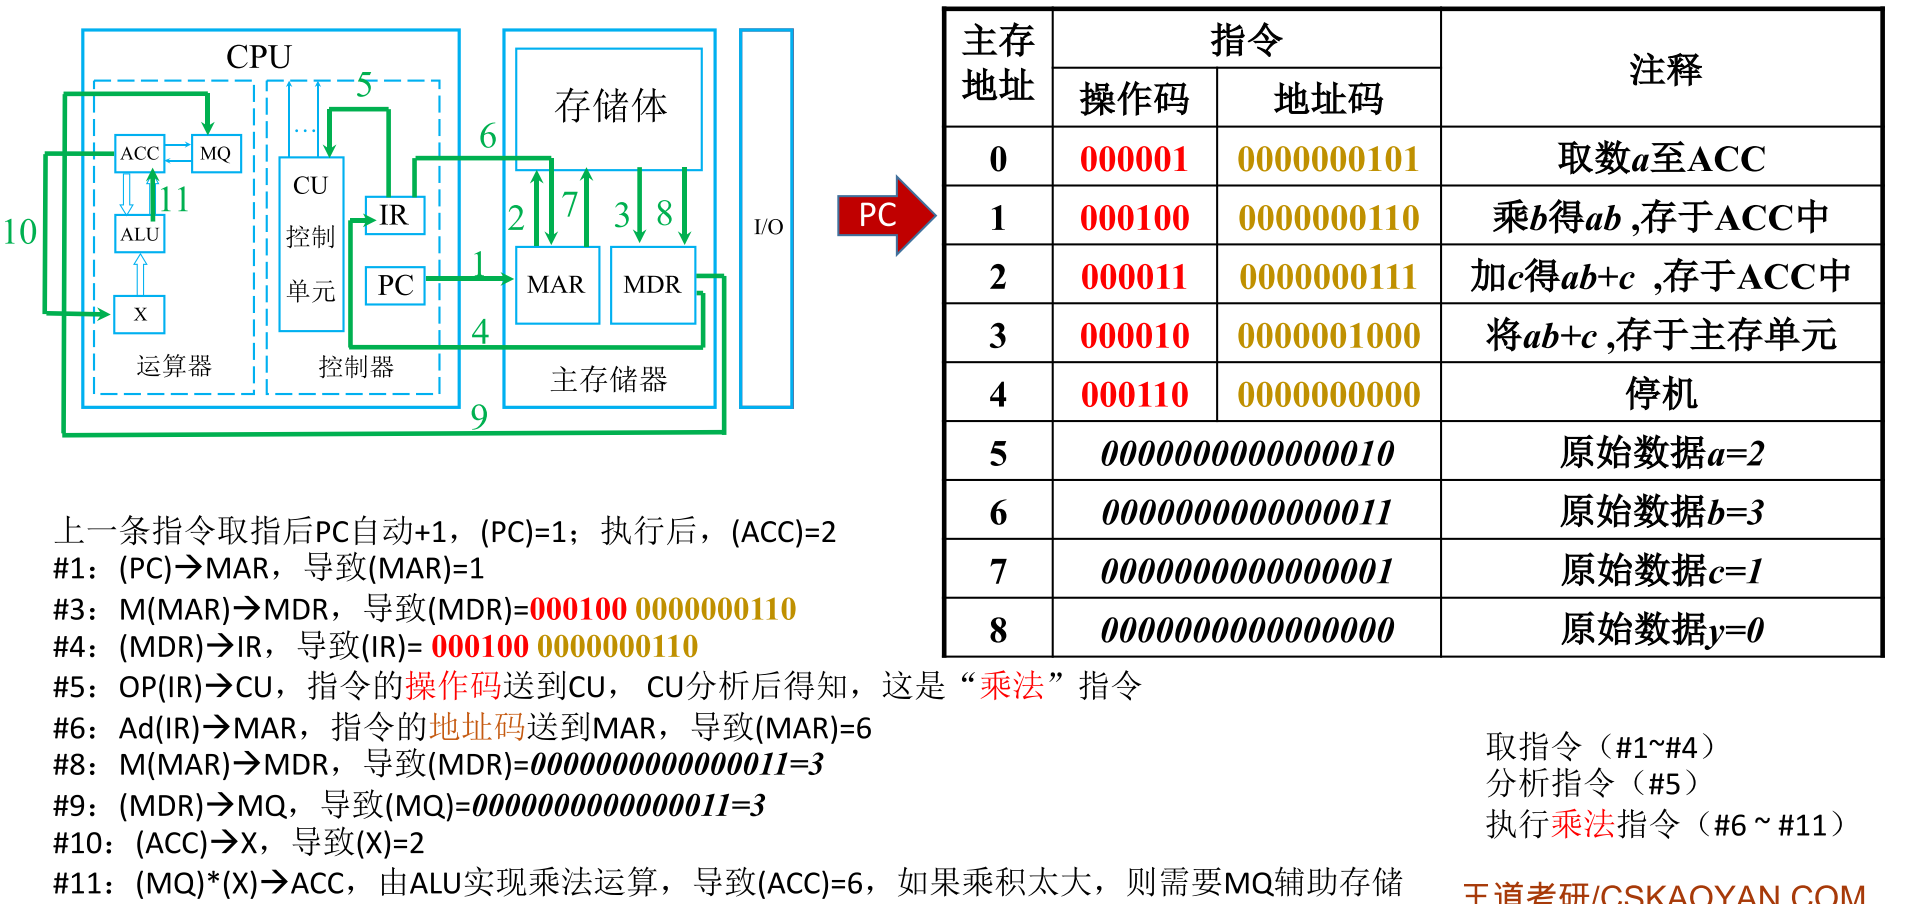 CPU
5
ACC
MQ
CU
控制
单元
…
IR
PC
11
ALU
X
10
运算器
控制器
6
存储体
2
7
3
8
1
MAR
MDR
4
主存储器
9
I/O
PC
主存地址 指令 注释
操作码 地址码
0 000001 0000000101 取数a至ACC
1 000100 0000000110 乘b得ab ,存于ACC中
2 000011 0000000111 加c得ab+c ,存于ACC中
3 000010 0000001000 将ab+c ,存于主存单元
4 000110 0000000000 停机
5 0000000000000010 原始数据a=2
6 0000000000000011 原始数据b=3
7 0000000000000001 原始数据c=1
8 0000000000000000 原始数据y=0
上一条指令取指后PC自动+1，(PC)=1；执行后，(ACC)=2
#1：(PC)→MAR，导致(MAR)=1
#3：M(MAR)→MDR，导致(MDR)=000100 0000000110
#4：(MDR)→IR，导致(IR)= 000100 0000000110
#5：OP(IR)→CU，指令的操作码送到CU， CU分析后得知，这是“乘法”指令
#6：Ad(IR)→MAR，指令的地址码送到MAR，导致(MAR)=6
#8：M(MAR)→MDR，导致(MDR)=0000000000000011=3
#9：(MDR)→MQ，导致(MQ)=0000000000000011=3
#10：(ACC)→X，导致(X)=2
#11：(MQ)*(X)→ACC，由ALU实现乘法运算，导致(ACC)=6，如果乘积太大，则需要MQ辅助存储
取指令（#1~#4）
分析指令（#5）
执行乘法指令（#6 ~ #11）
王道考研/CSKAOYAN.COM